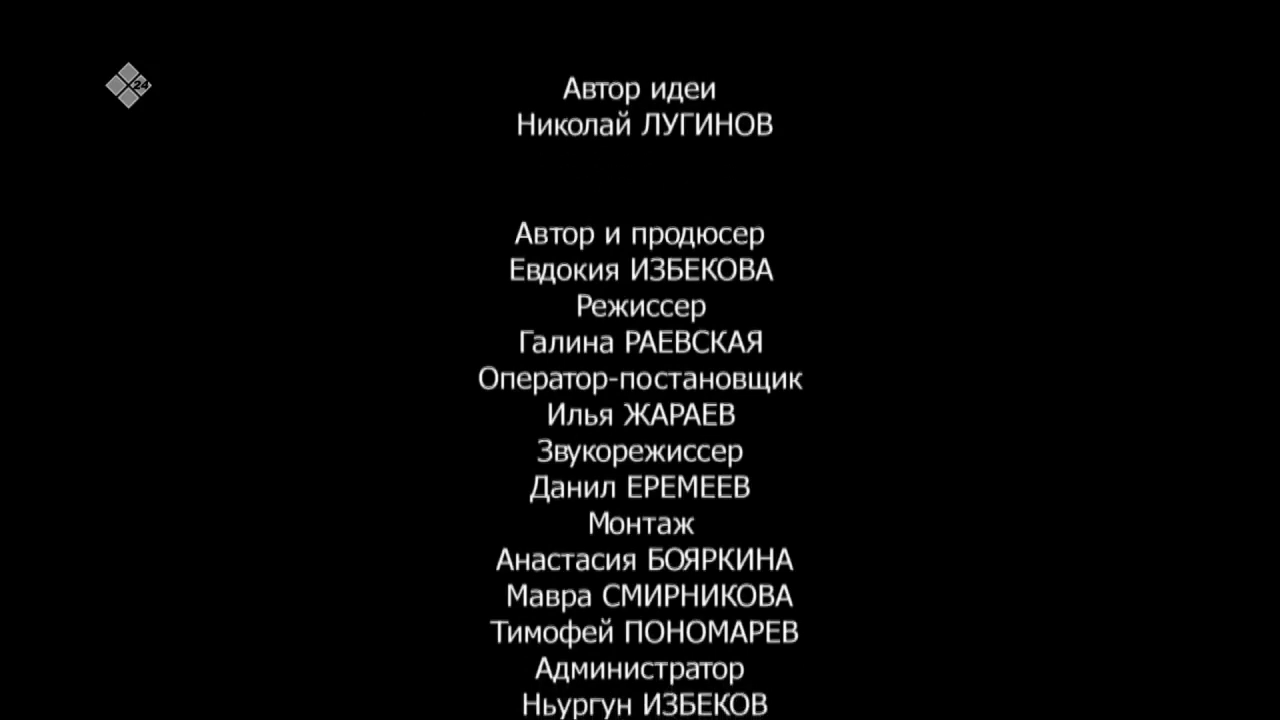 24
Автор идеи
Николай ЛУГИНОВ
Автор и продюсер
Евдокия ИЗБЕКОВА
Режиссер
Галина РАЕВСКАЯ
Оператор-постановщик
Илья ЖАРАЕВ
Звукорежиссер
Данил ЕРЕМЕЕВ
Монтаж
Анастасия БОЯРКИНА
Мавра СМИРНИКОВА
Тимофей ПОНОМАРЕВ
Администратор
Ньургун ИЗБЕКОВ